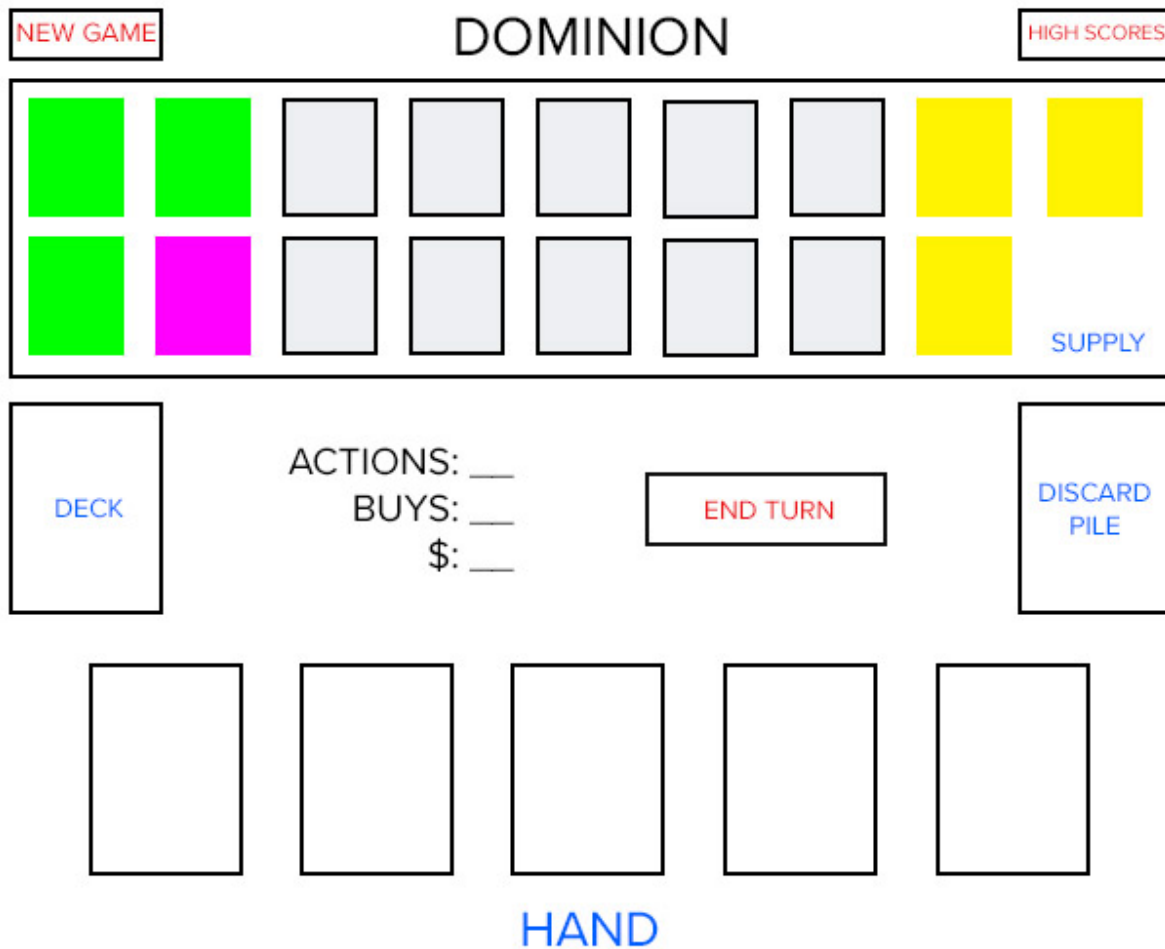 NEW GAME
DOMINION
HIGH SCORES
SUPPLY
DECK
ACTIONS: __
BUYS: __
$: __
END TURN
DISCARD
PILE
HAND